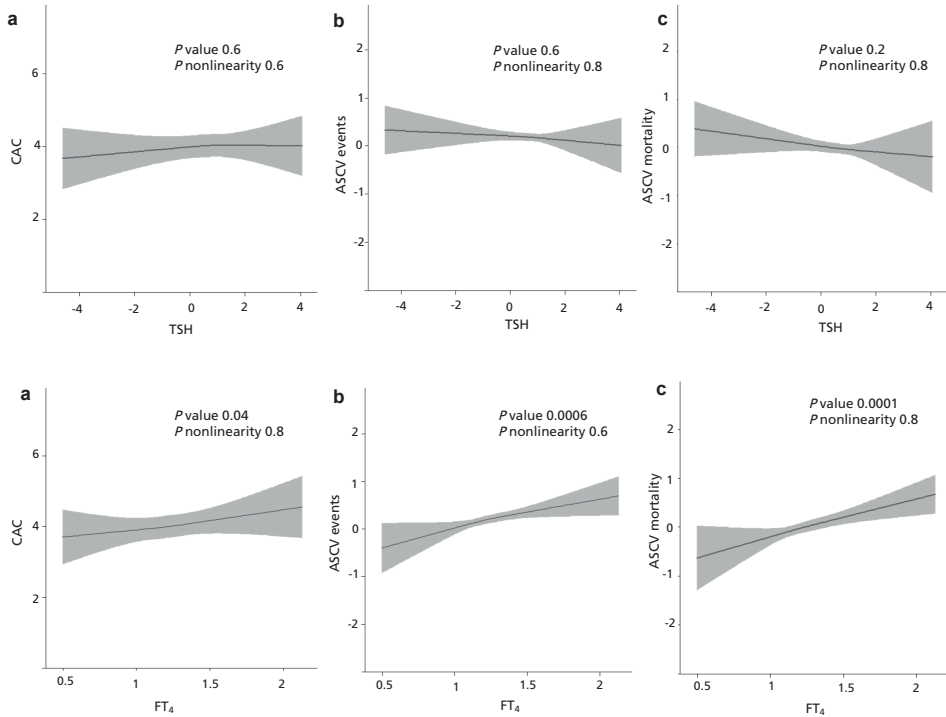 a
P value 0.6
P nonlinearity 0.6
6
4
2
CAC
-4
-2
0
2
4
TSH
b
P value 0.6
P nonlinearity 0.8
2
1
0
-1
-2
ASCV events
-4
-2
0
2
4
TSH
c
P value 0.2
P nonlinearity 0.8
2
1
0
-1
-2
ASCV mortality
-4
-2
0
2
4
TSH
a
P value 0.04
P nonlinearity 0.8
6
4
2
CAC
0.5
1
1.5
2
FT4
b
P value 0.0006
P nonlinearity 0.6
2
1
0
-1
-2
ASCV events
0.5
1
1.5
2
FT4
c
P value 0.0001
P nonlinearity 0.8
2
1
0
-1
-2
ASCV mortality
0.5
1
1.5
2
FT4